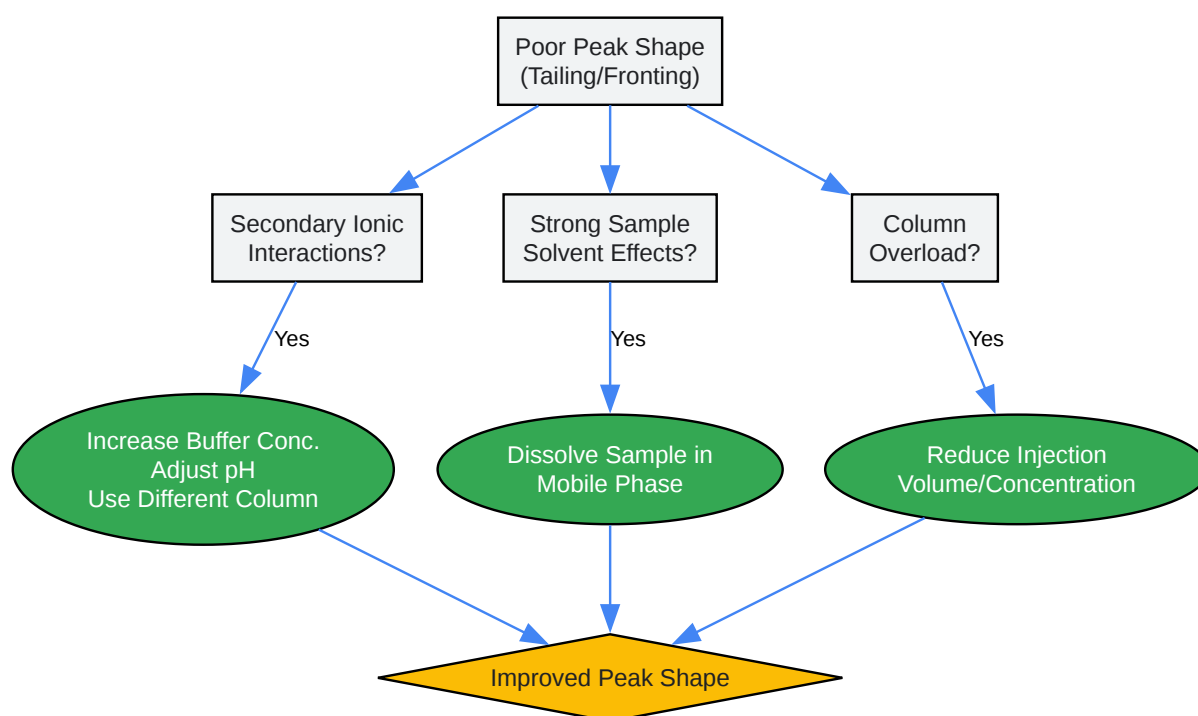 Poor Peak Shape
(Tailing/Fronting)
Secondary Ionic
Interactions?
Strong Sample
Solvent Effects?
Column
Overload?
Yes
Yes
Yes
Increase Buffer Conc.
Adjust pH
Use Different Column
Dissolve Sample in
Mobile Phase
Reduce Injection
Volume/Concentration
Improved Peak Shape